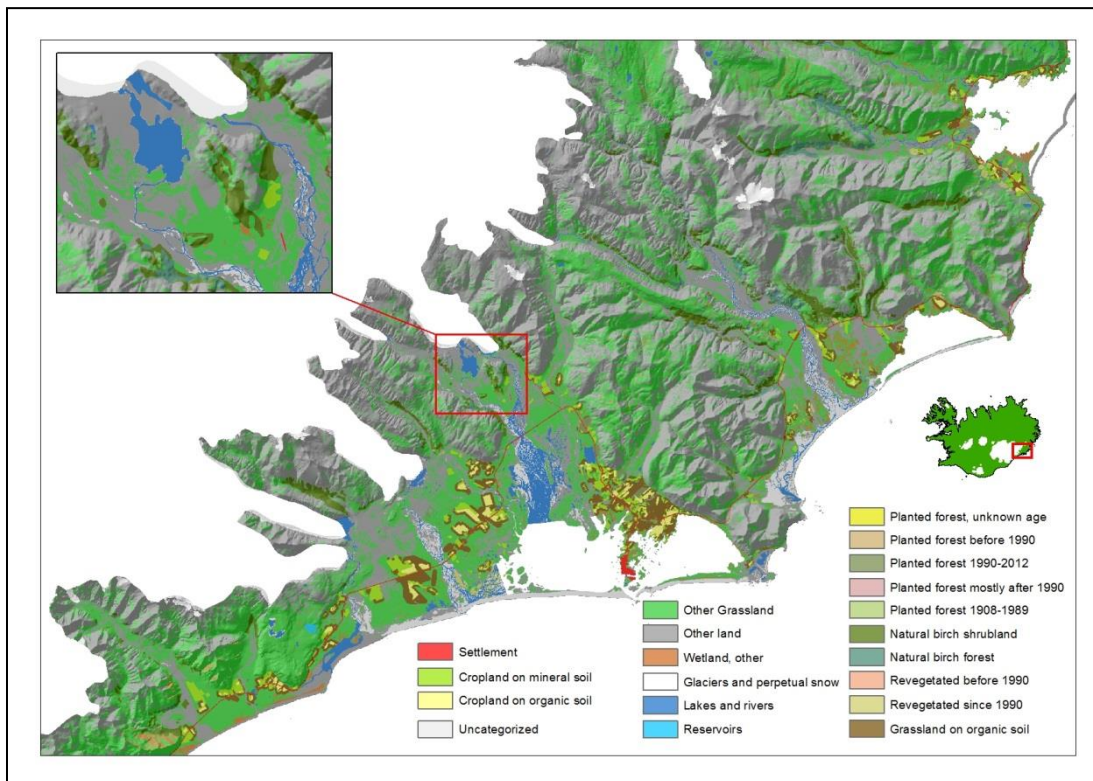 Settlement
Cropland on mineral soil
Cropland on organic soil
Uncategorized
Other Grassland
Other land
Wetland, other
Glaciers and perpetual snow
Lakes and rivers
Reservoirs
Planted forest, unknown age
Planted forest before 1990
Planted forest 1990-2012
Planted forest mostly after 1990
Planted forest 1908-1989
Natural birch shrubland
Natural birch forest
Revegetated before 1990
Revegetated since 1990
Grassland on organic soil